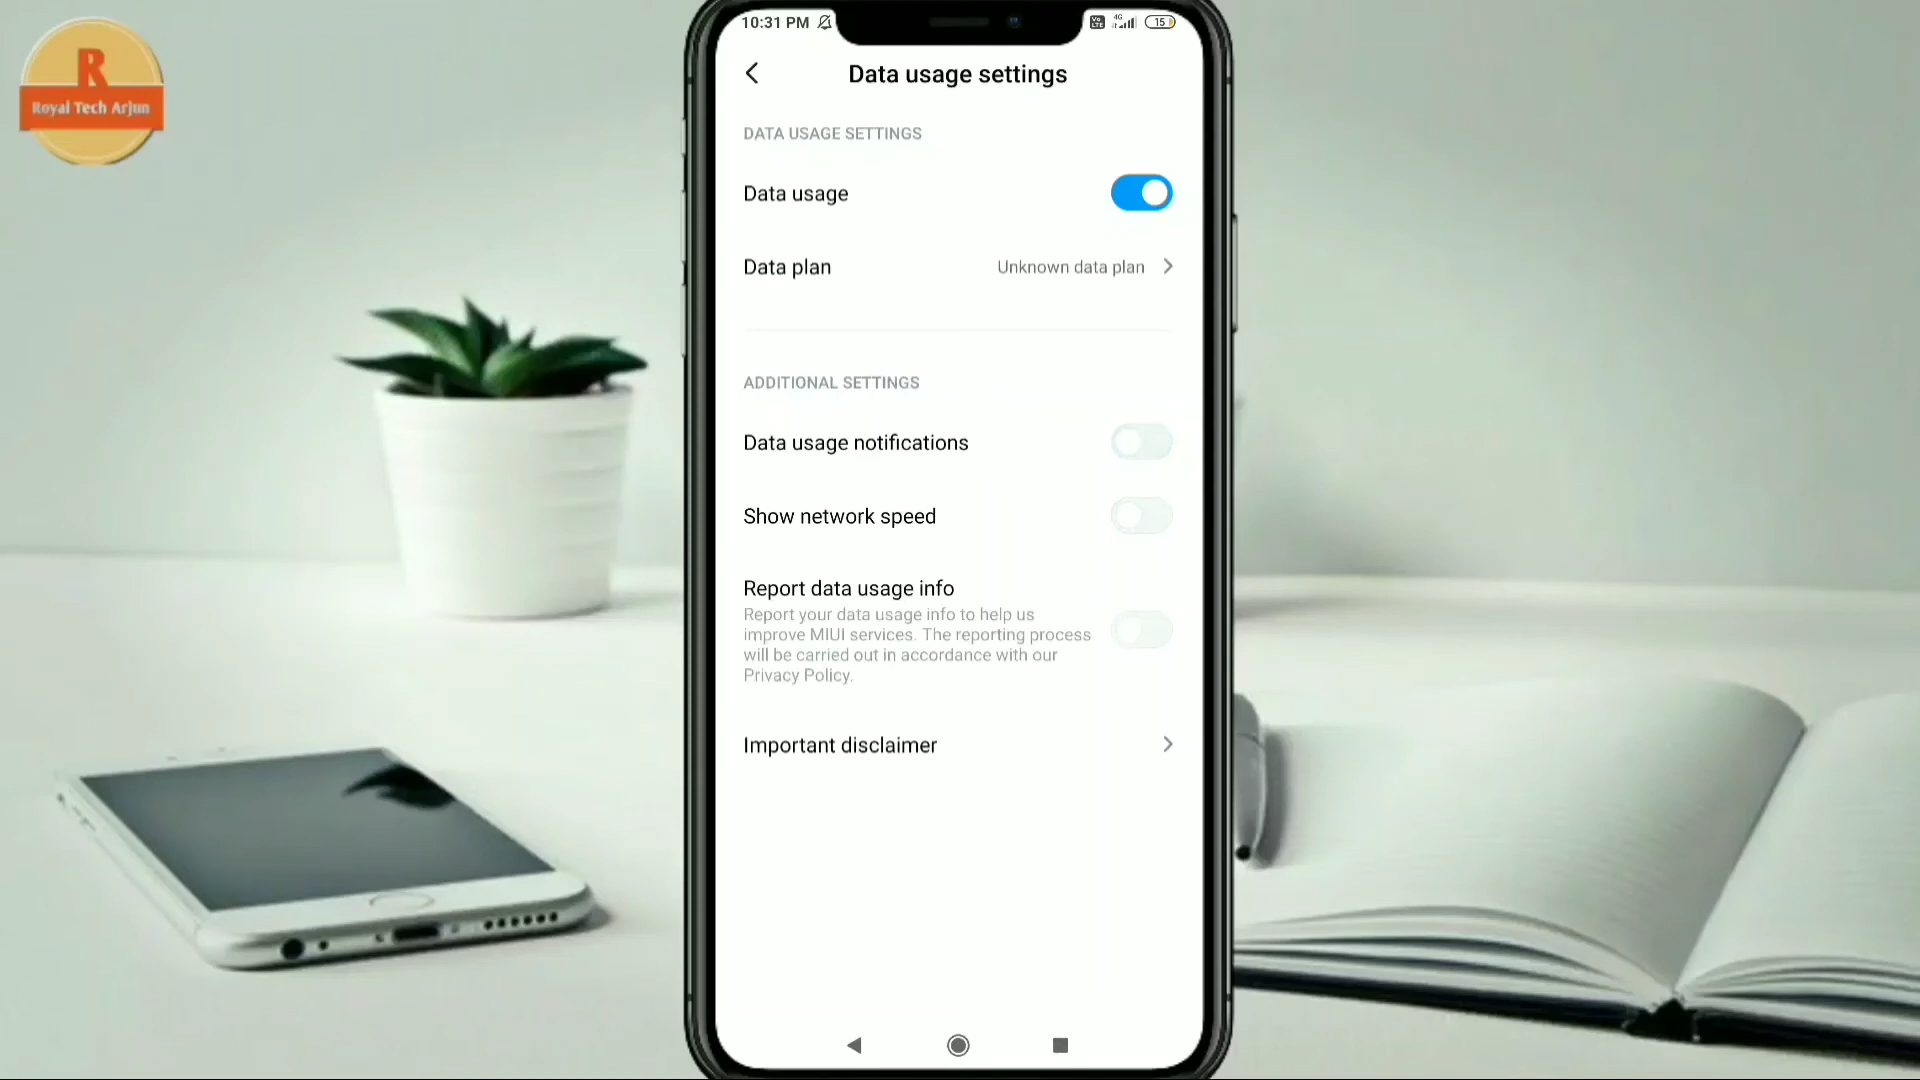 R
Royal Tech Arjun
10:31 PM
Vo
LTE
4G
15
Data usage settings
DATA USAGE SETTINGS
Data usage
Data plan
Unknown data plan
ADDITIONAL SETTINGS
Data usage notifications
Show network speed
Report data usage info
Report your data usage info to help us
improve MIUI services. The reporting process
will be carried out in accordance with our
Privacy Policy.
Important disclaimer